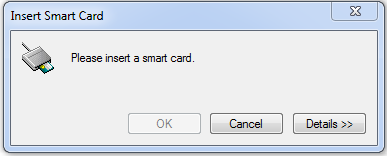 Insert Smart Card
Please insert a smart card.
OK Cancel Details >>